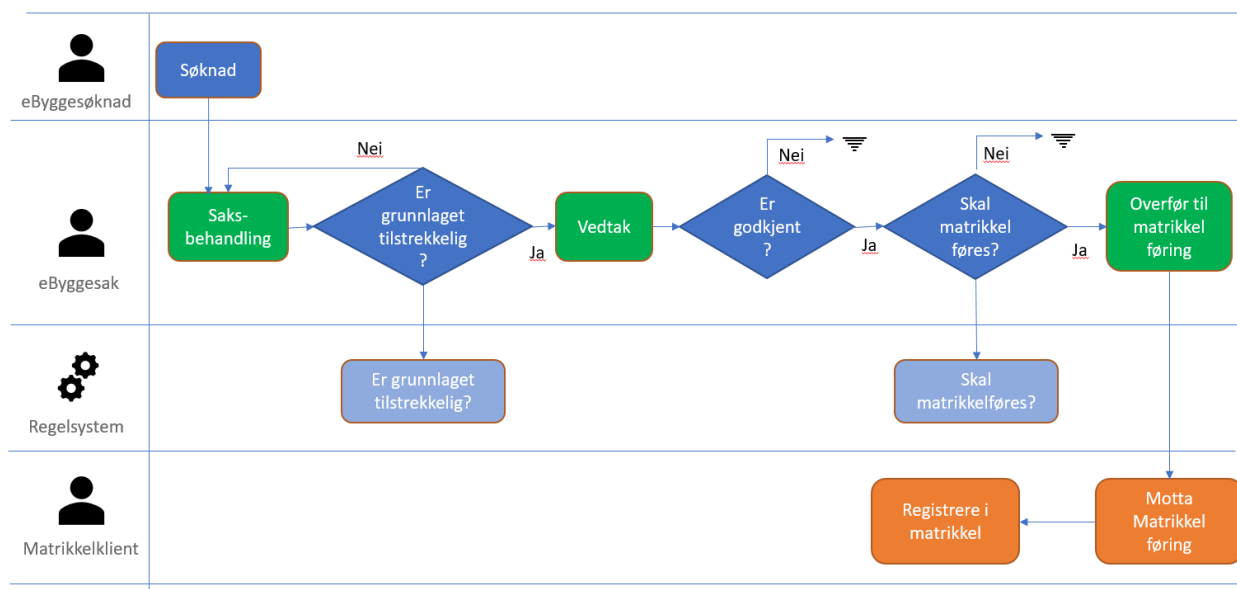 eByggesøknad
Søknad
eByggesak
Nei
Saks-
behandling
Er
grunnlaget
tilstrekkelig
?
Ja
Vedtak
Nei
Er
godkjent
?
Ja
Nei
Skal
matrikkel
føres?
Ja
Overfør til
matrikkel
føring
Regelsystem
Er grunnlaget
tilstrekkelig?
Skal
matrikkelføres?
Matrikkelklient
Registrere i
matrikkel
Motta
Matrikkel
føring